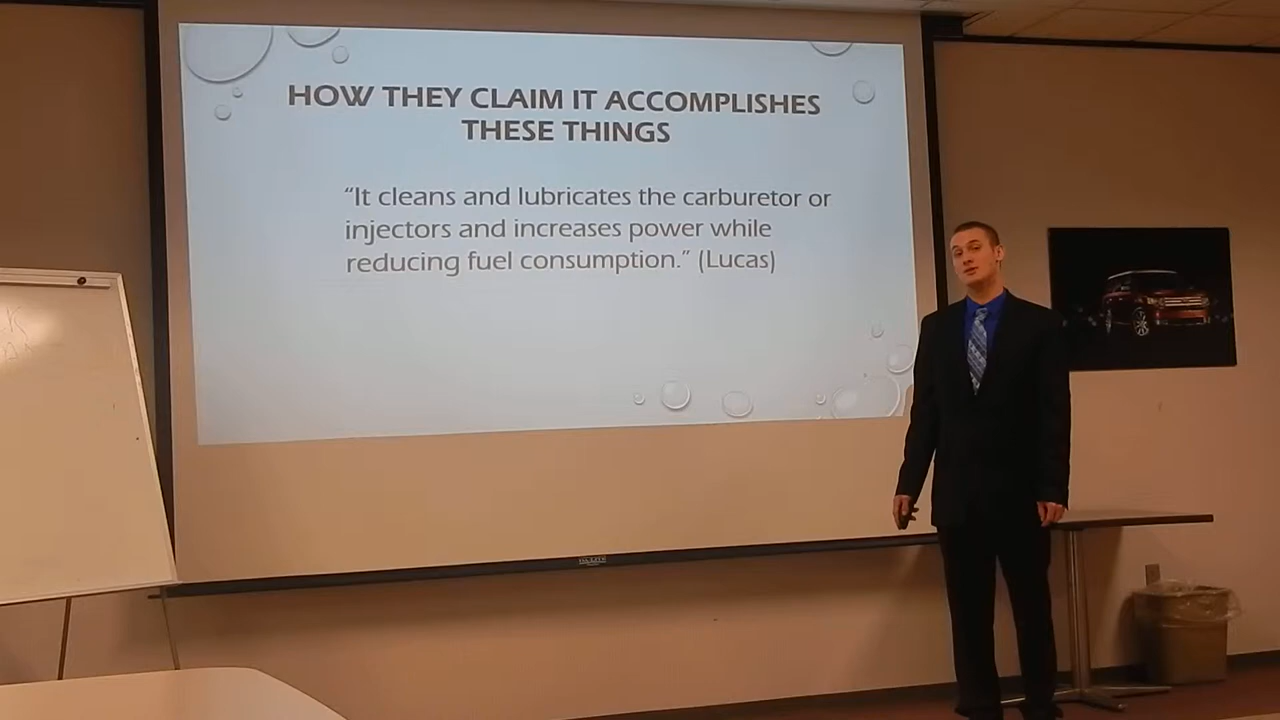 HOW THEY CLAIM IT ACCOMPLISHES
THESE THINGS
“It cleans and lubricates the carburetor or
injectors and increases power while
reducing fuel consumption.” (Lucas)